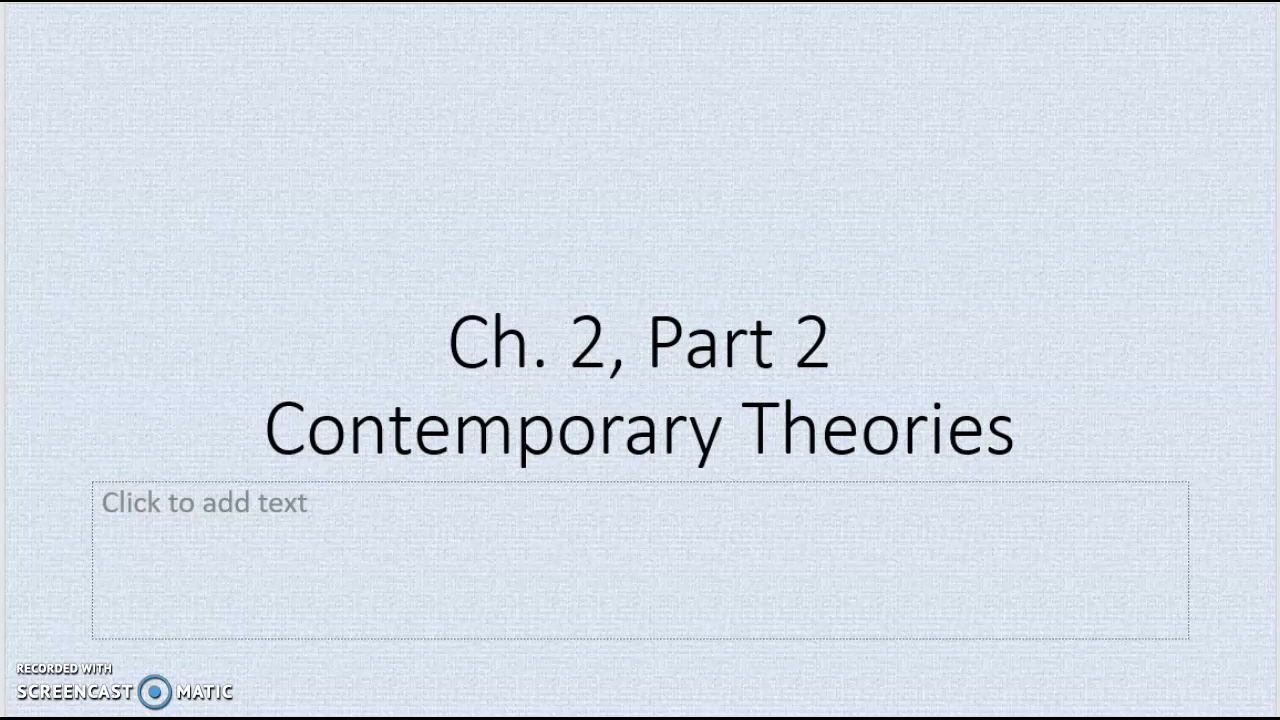 Ch. 2, Part 2
Contemporary Theories
Click to add text
RECORDED WITH
SCREENCAST MATIC